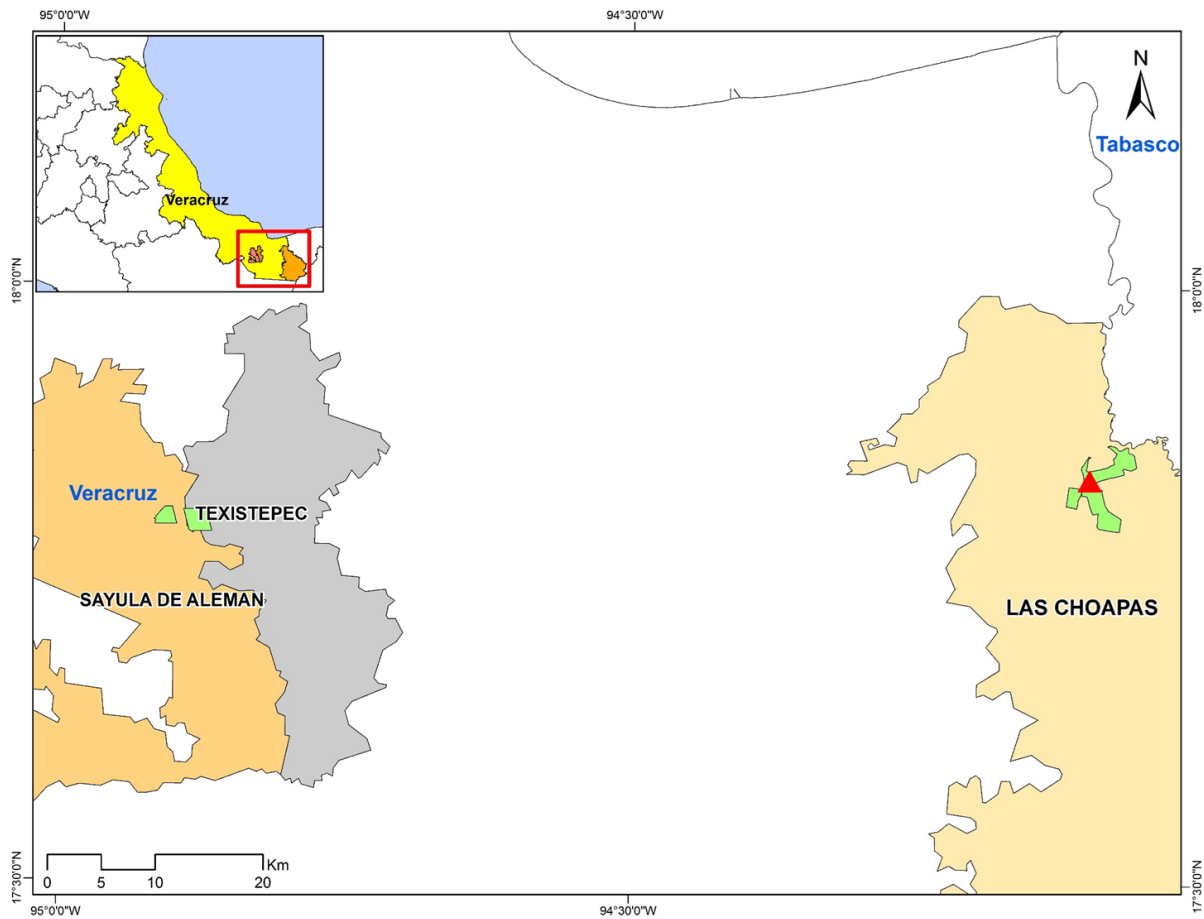 95°0'0"W
94°30'0"W
N
Tabasco
Veracruz
18°0'0"N
18°0'0"N
Veracruz
TEXISTEPEC
SAYULA DE ALEMAN
LAS CHOAPAS
Km
0 5 10 20
17°30'0"N
17°30'0"N
95°0'0"W
94°30'0"W